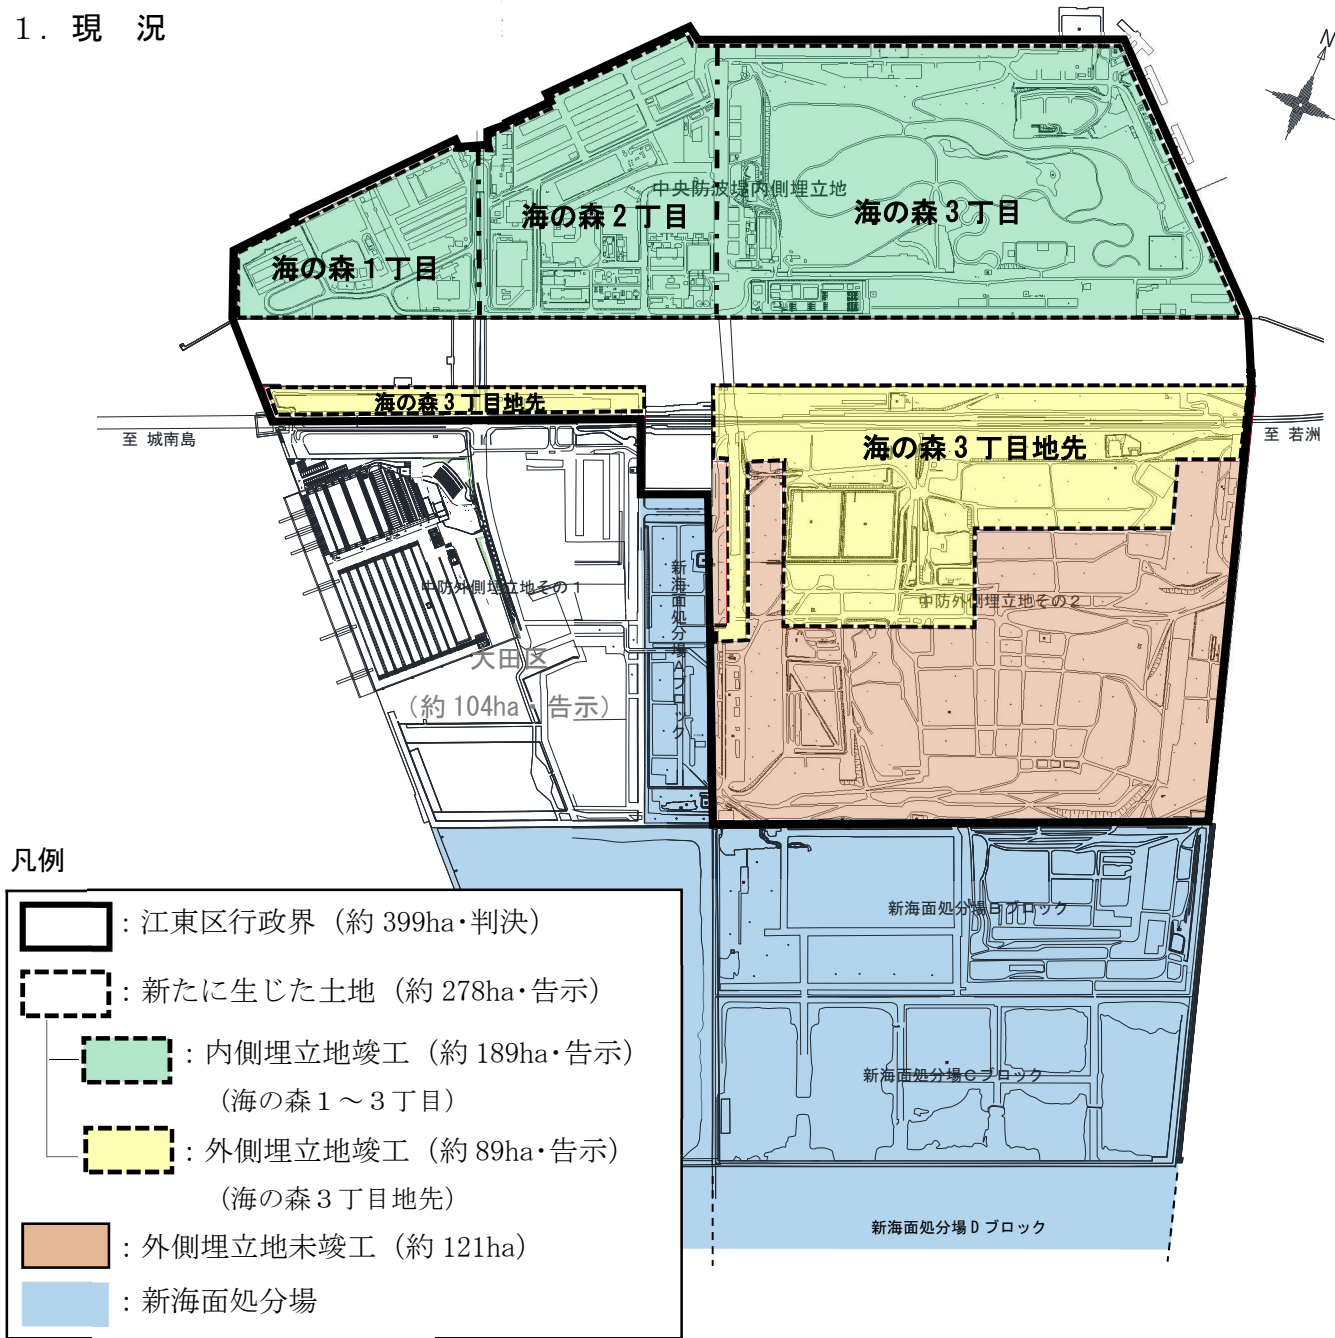 1. 現　況
N
中央防波堤内側埋立地
海の森2丁目
海の森3丁目
海の森1丁目
海の森3丁目地先
至 城南島
海の森3丁目地先
至 若洲
中防外側埋立地その1
新海面処分場Aブロック
中防外側埋立地その2
大田区
（約 104ha・告示）
新海面処分場Bブロック
新海面処分場Cブロック
新海面処分場Dブロック
凡例
：江東区行政界（約 399ha・判決）
：新たに生じた土地（約 278ha・告示）
：内側埋立地竣工（約 189ha・告示）
（海の森１～３丁目）
：外側埋立地竣工（約 89ha・告示）
（海の森３丁目地先）
：外側埋立地未竣工（約 121ha）
：新海面処分場